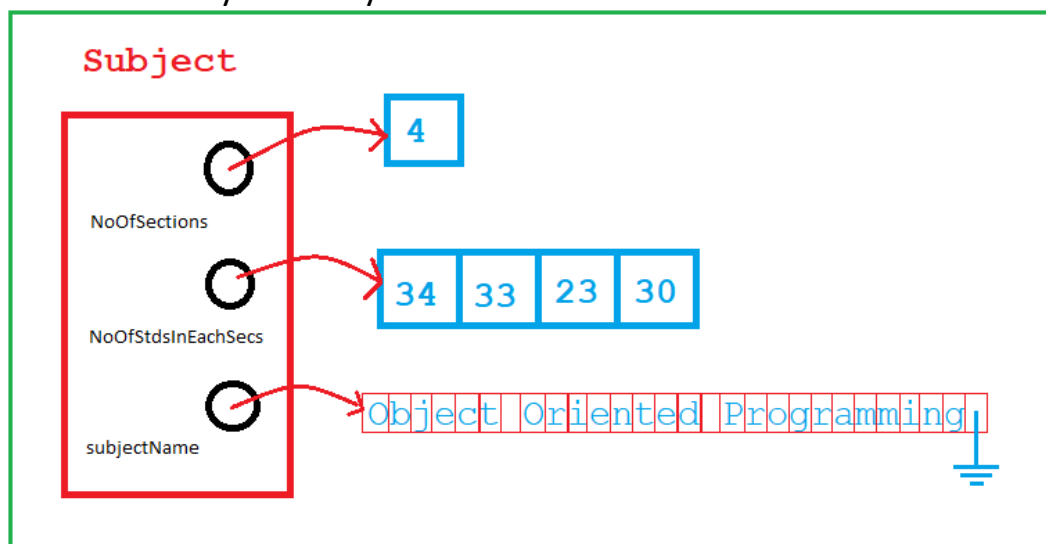 Subject
4
NoOfSections
34 33 23 30
NoOfStdsInEachSecs
Object Oriented Programming
subjectName